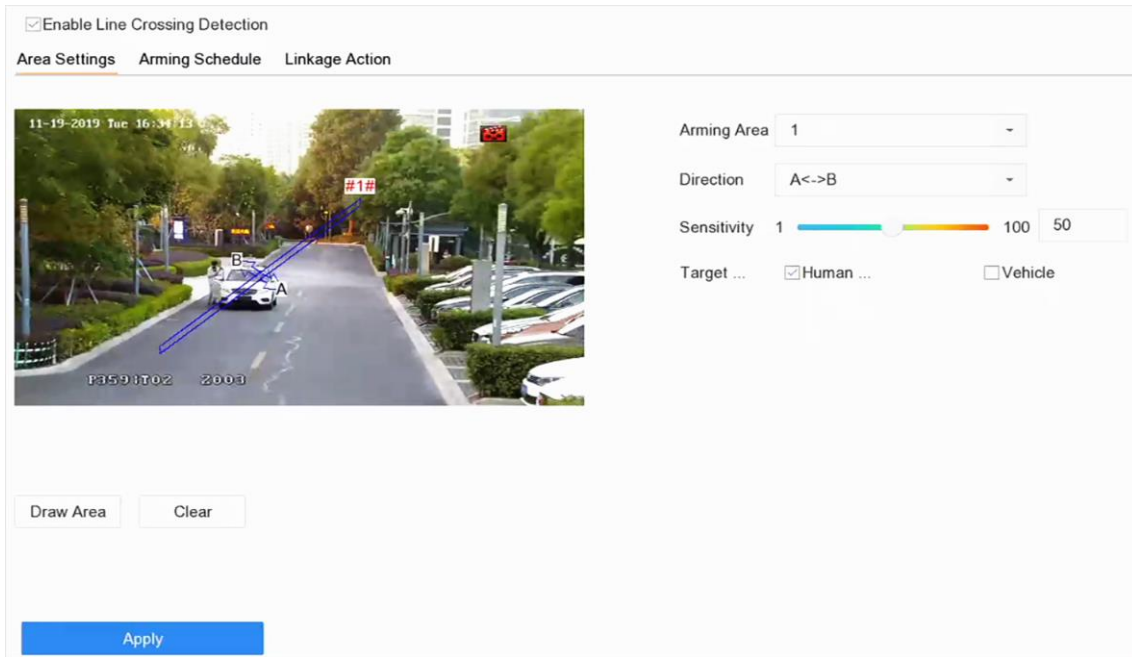 Enable Line Crossing Detection
Area Settings Arming Schedule Linkage Action
11-19-2019 Tue 16:34:13
#1#
B
A
2003
Arming Area 1
Direction A<->B
Sensitivity 1 100 50
Target ... Human ... Vehicle
Draw Area Clear
Apply